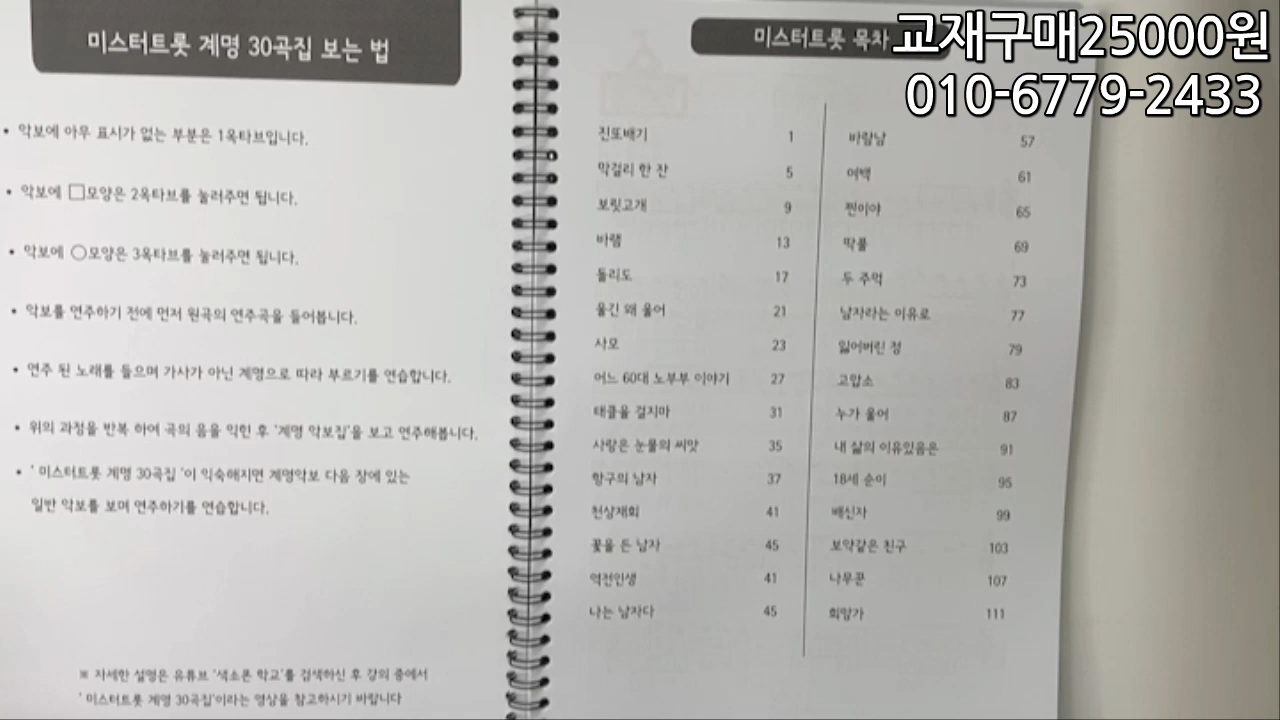 교재구매25000원
010-6779-2433
미스터트롯 계명 30곡집 보는 법
• 악보에 아무 표시가 없는 부분은 1옥타브입니다.
• 악보에 □모양은 2옥타브를 눌러주면 됩니다.
• 악보에 ○모양은 3옥타브를 눌러주면 됩니다.
• 악보를 연주하기 전에 먼저 원곡의 연주곡을 들어봅니다.
• 연주 된 노래를 들으며 가사가 아닌 계명으로 따라 부르기를 연습합니다.
• 위의 과정을 반복 하여 곡의 음을 익힌 후 '계명 악보집'을 보고 연주해봅니다.
• ' 미스터트롯 계명 30곡집 '이 익숙해지면 계명악보 다음 장에 있는
일반 악보를 보며 연주하기를 연습합니다.
※ 자세한 설명은 유튜브 '색소폰 학교'를 검색하신 후 강의 중에서
' 미스터트롯 계명 30곡집'이라는 영상을 참고하시기 바랍니다
미스터트롯 목차
진또배기 1
막걸리 한 잔 5
보릿고개 9
바램 13
둘리도 17
울긴 왜 울어 21
사모 23
어느 60대 노부부 이야기 27
태클을 걸지마 31
사랑은 눈물의 씨앗 35
항구의 남자 37
천상재회 41
꽃을 든 남자 45
역전인생 41
나는 남자다 45
바람남 57
여백 61
찐이야 65
딱풀 69
두 주먹 73
남자라는 이유로 77
잃어버린 정 79
고맙소 83
누가 울어 87
내 삶의 이유있음은 91
18세 순이 95
배신자 99
보약같은 친구 103
나무꾼 107
희망가 111